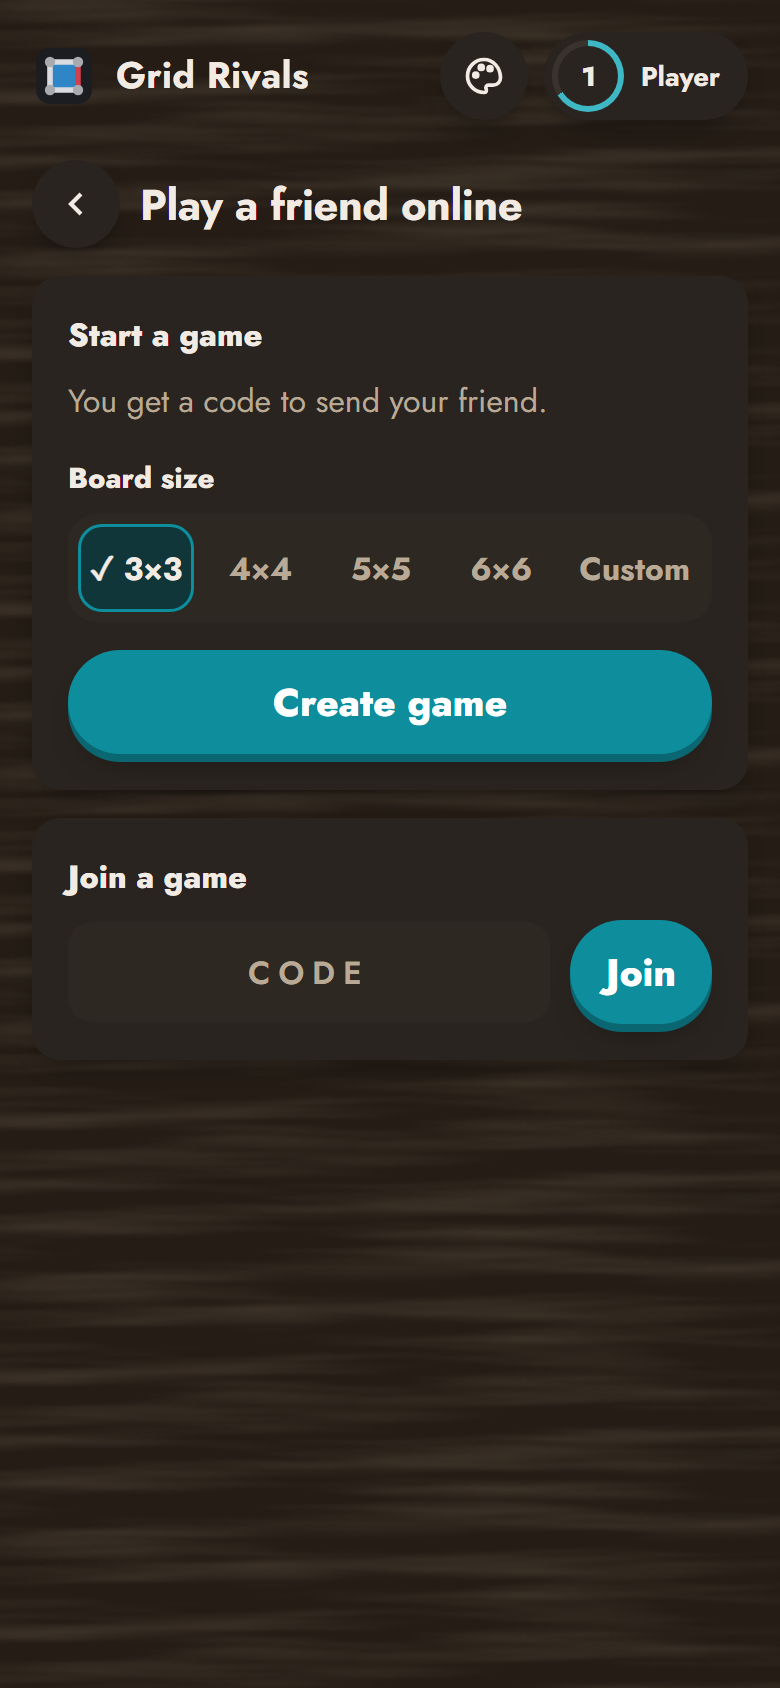 Grid Rivals
1 Player
Play a friend online
Start a game
You get a code to send your friend.
Board size
✓ 3×3 4×4 5×5 6×6 Custom
Create game
Join a game
CODE Join